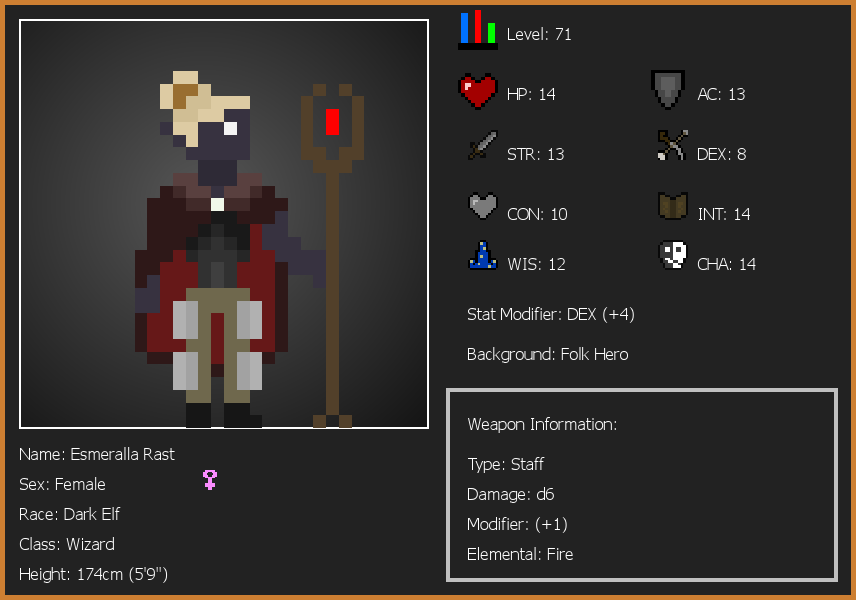 Level: 71
HP: 14
AC: 13
STR: 13
DEX: 8
CON: 10
INT: 14
WIS: 12
CHA: 14
Stat Modifier: DEX (+4)
Background: Folk Hero
Weapon Information:
Type: Staff
Damage: d6
Modifier: (+1)
Elemental: Fire
Name: Esmeralla Rast
Sex: Female
Race: Dark Elf
Class: Wizard
Height: 174cm (5'9")